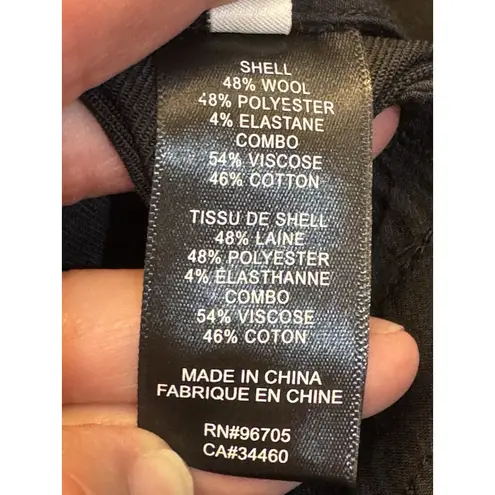 SHELL
48% WOOL
48% POLYESTER
4% ELASTANE
COMBO
54% VISCOSE
46% COTTON
TISSU DE SHELL
48% LAINE
48% POLYESTER
4% ELASTHANNE
COMBO
54% VISCOSE
46% COTON
MADE IN CHINA
FABRIQUE EN CHINE
RN#96705
CA#34460